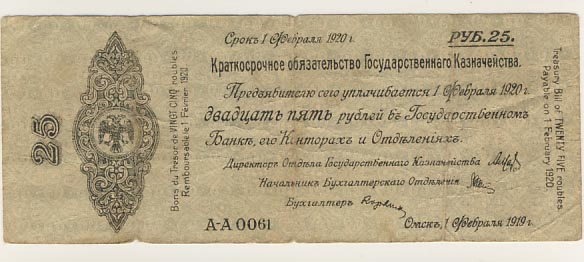 25
Bons du Trésor de VINGT CINQ roubles
Remboursable le 1 Février 1920
Срокъ 1 Февраля 1920 г.
РУБ. 25.
Краткосрочное обязательство Государственнаго Казначейства.
Предъявителю сего уплачивается 1 Февраля 1920 г.
двадцать пять рублей въ Государственномъ
Банкѣ, его Конторахъ и Отдѣленіяхъ.
Директоръ Отдѣла Государственнаго Казначейства
Начальникъ Бухгалтерскаго Отдѣленія
Бухгалтеръ
А-А 0061
Омскъ, 1 Февраля 1919 г.
Treasury Bill of TWENTY FIVE roubles
Payable on 1 February
1920.